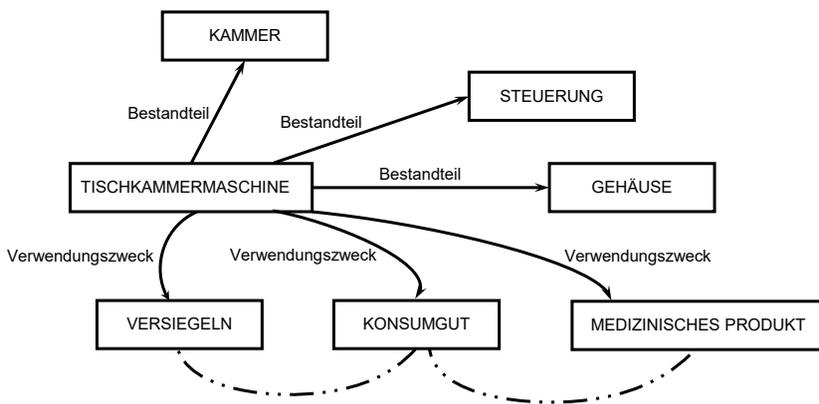 KAMMER
STEUERUNG
Bestandteil
Bestandteil
Bestandteil
TISCHKAMMERMASCHINE
GEHÄUSE
Verwendungszweck
Verwendungszweck
Verwendungszweck
VERSIEGELN
KONSUMGUT
MEDIZINISCHES PRODUKT